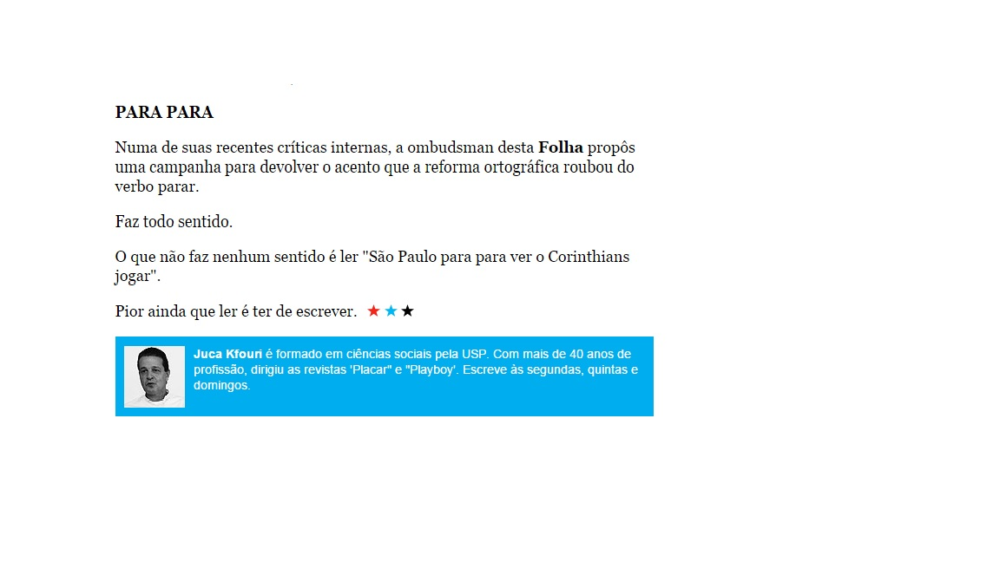 PARA PARA
Numa de suas recentes críticas internas, a ombudsman desta Folha propôs
uma campanha para devolver o acento que a reforma ortográfica roubou do
verbo parar.
Faz todo sentido.
O que não faz nenhum sentido é ler "São Paulo para para ver o Corinthians
jogar".
Pior ainda que ler é ter de escrever. ★ ★ ★
Juca Kfouri é formado em ciências sociais pela USP. Com mais de 40 anos de
profissão, dirigiu as revistas 'Placar" e "Playboy'. Escreve às segundas, quintas e
domingos.